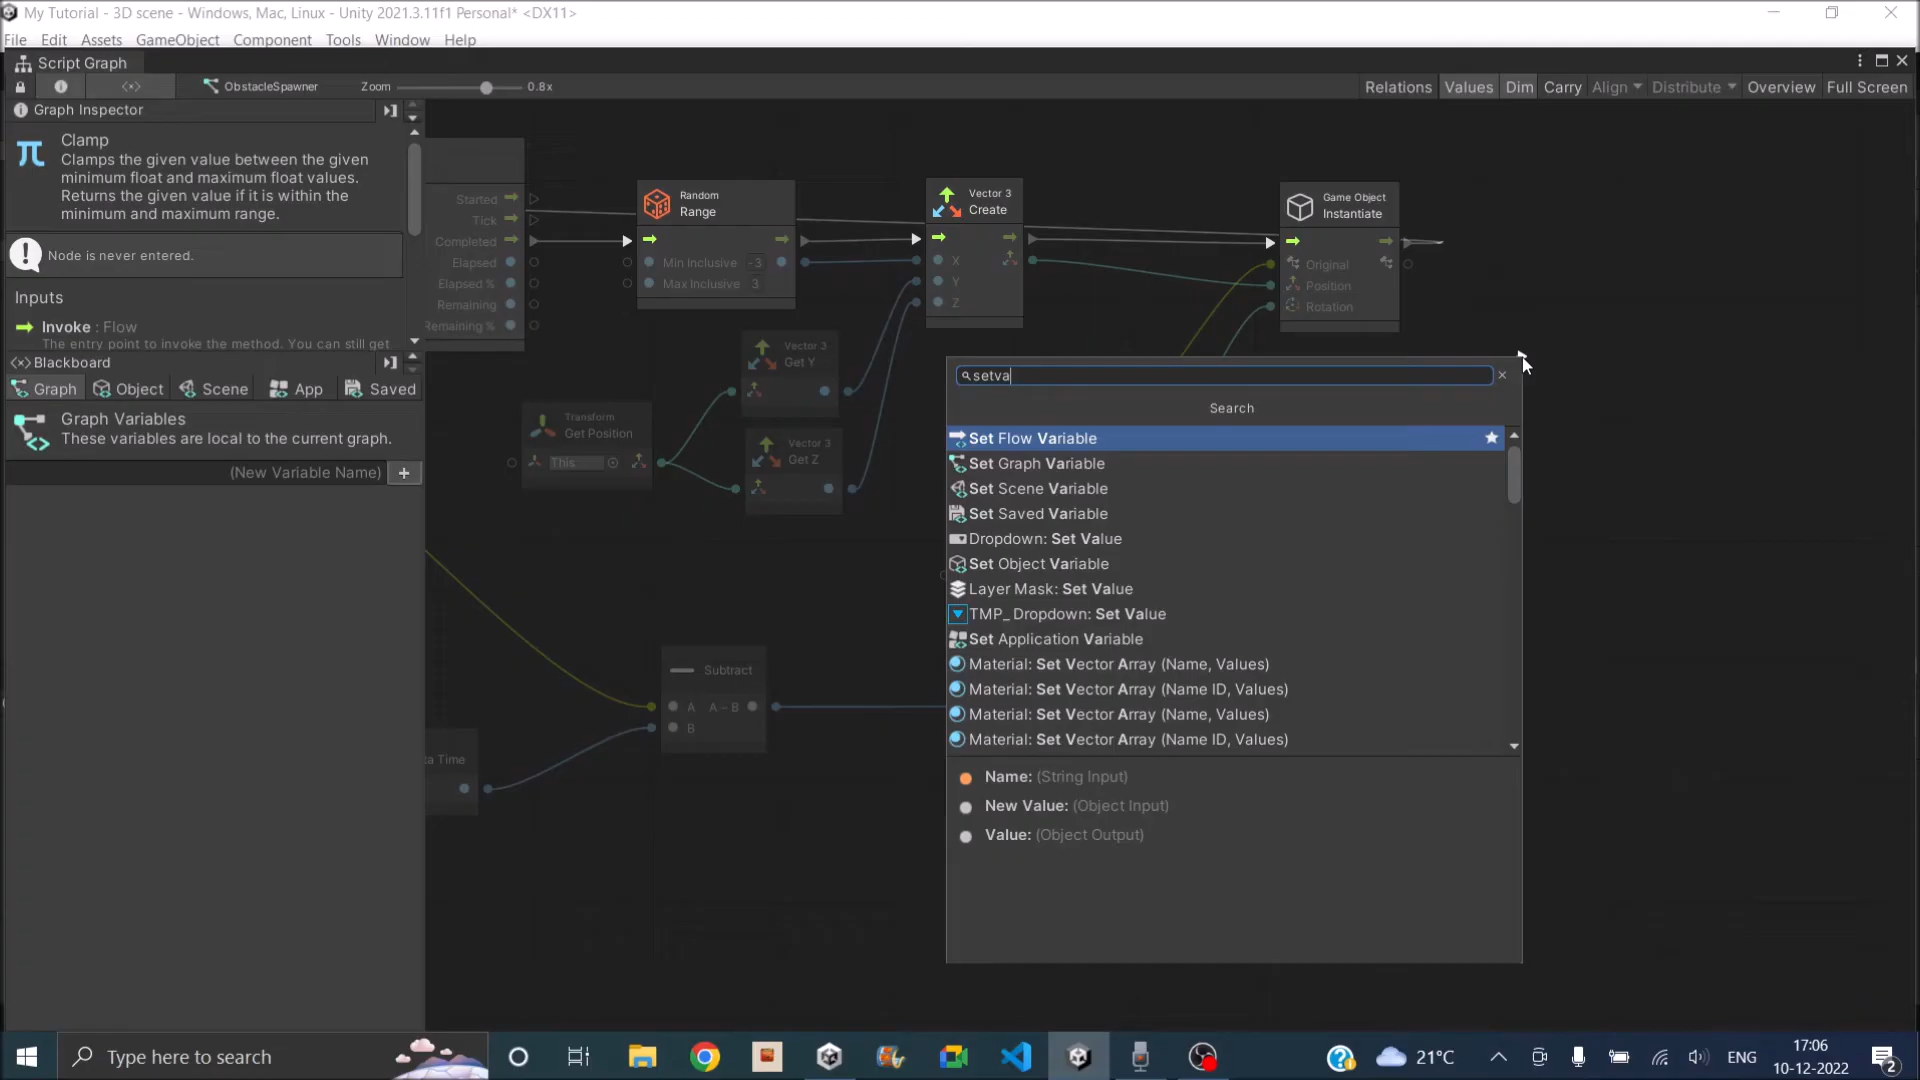 My Tutorial - 3D scene - Windows, Mac, Linux - Unity 2021.3.11f1 Personal* <DX11>
File Edit Assets GameObject Component Tools Window Help
Script Graph
ObstacleSpawner Zoom 0.8x Relations Values Dim Carry Align Distribute Overview Full Screen
Graph Inspector
Clamp
Clamps the given value between the given
minimum float and maximum float values.
Returns the given value if it is within the
minimum and maximum range.
Node is never entered.
Inputs
Invoke : Flow
The entry point to invoke the method. You can still get
Blackboard
Graph Object Scene App Saved
Graph Variables
These variables are local to the current graph.
(New Variable Name) +
Started
Tick
Completed
Elapsed
Elapsed %
Remaining
Remaining %
Random
Range
Min Inclusive -3
Max Inclusive 3
Vector 3
Create
X
Y
Z
Game Object
Instantiate
Original
Position
Rotation
Vector 3
Get Y
Transform
Get Position
This
Vector 3
Get Z
Subtract
A A - B
B
ta Time
setva
Search
Set Flow Variable
Set Graph Variable
Set Scene Variable
Set Saved Variable
Dropdown: Set Value
Set Object Variable
Layer Mask: Set Value
TMP_Dropdown: Set Value
Set Application Variable
Material: Set Vector Array (Name, Values)
Material: Set Vector Array (Name ID, Values)
Material: Set Vector Array (Name, Values)
Material: Set Vector Array (Name ID, Values)
Name: (String Input)
New Value: (Object Input)
Value: (Object Output)
Type here to search
21°C
ENG
17:06
10-12-2022
2